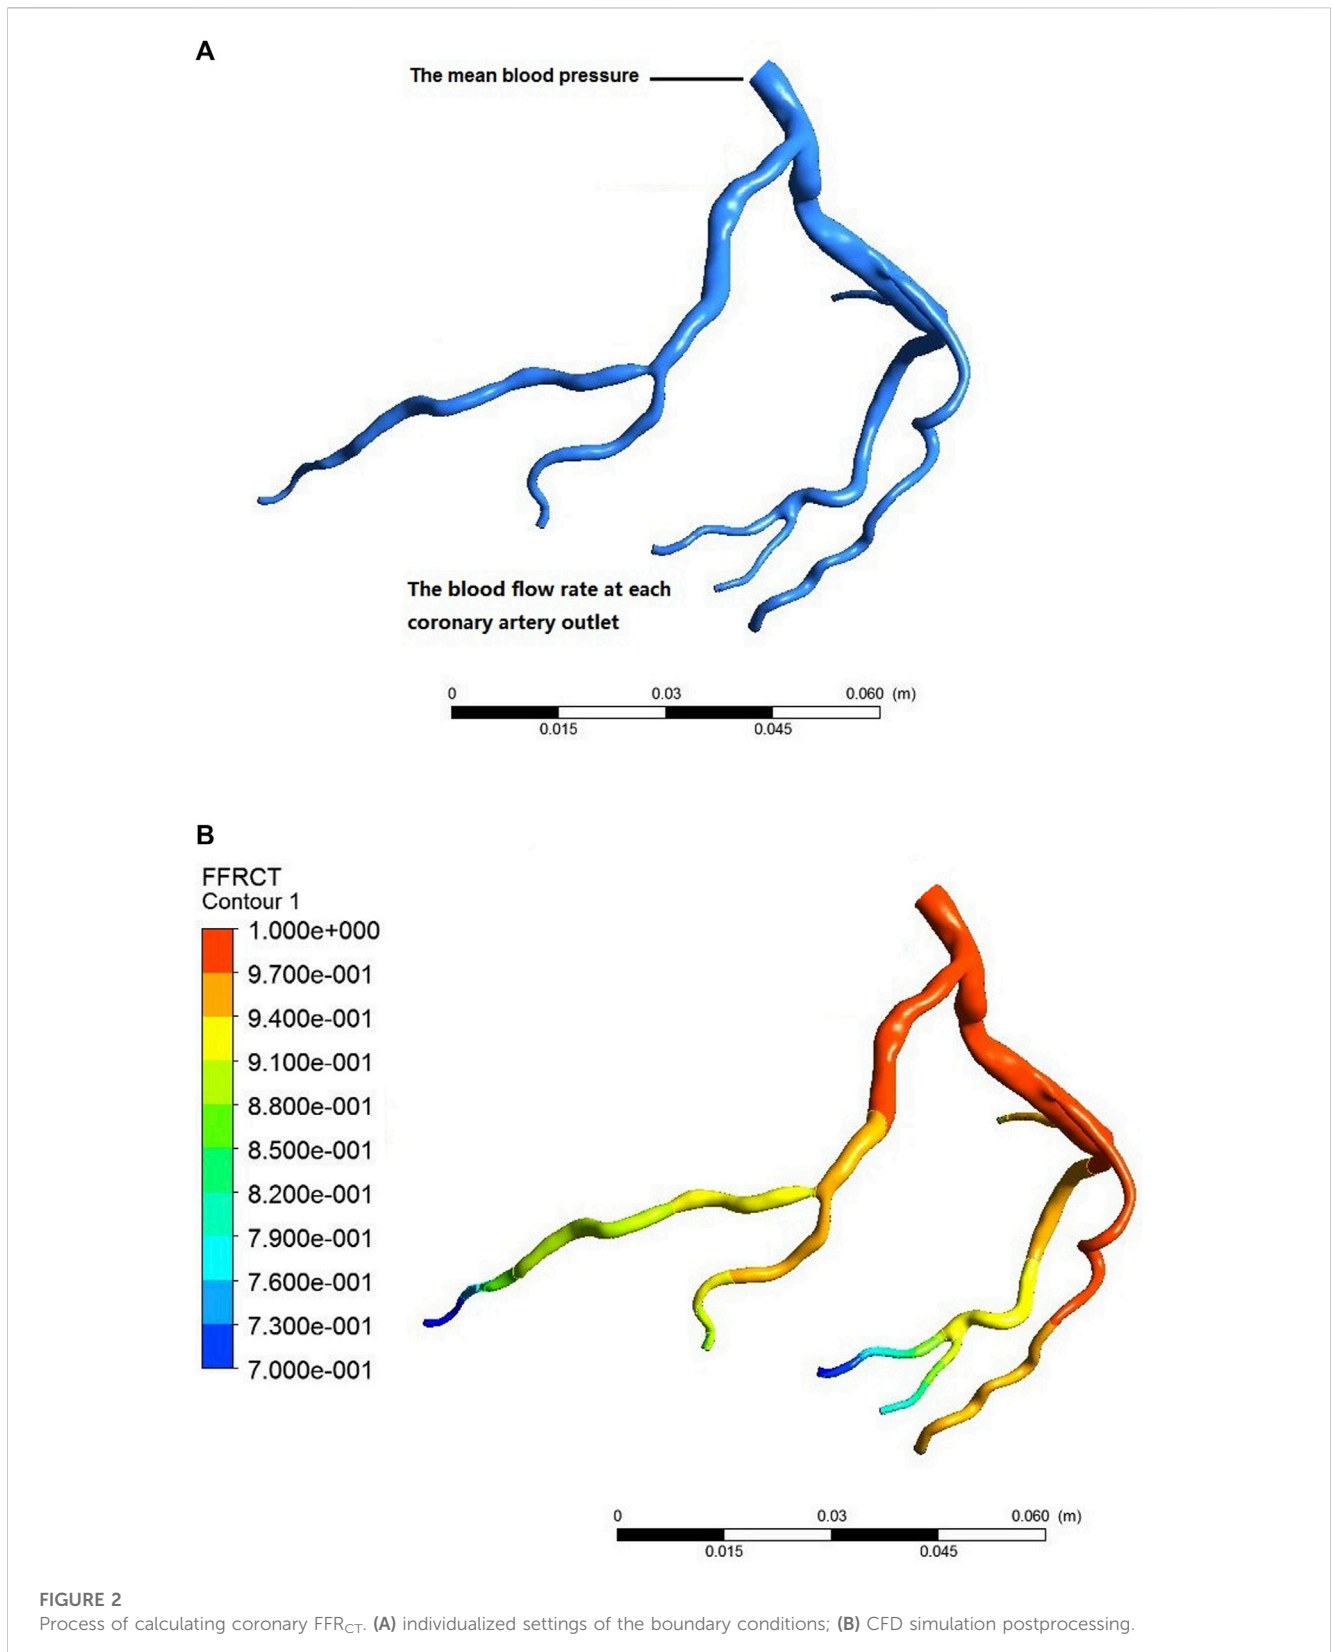 A
The mean blood pressure
The blood flow rate at each
coronary artery outlet
0 0.03 0.060 (m)
0.015 0.045
B
FFRCT
Contour 1
1.000e+000
9.700e-001
9.400e-001
9.100e-001
8.800e-001
8.500e-001
8.200e-001
7.900e-001
7.600e-001
7.300e-001
7.000e-001
0 0.03 0.060 (m)
0.015 0.045
FIGURE 2
Process of calculating coronary FFRCT. (A) individualized settings of the boundary conditions; (B) CFD simulation postprocessing.